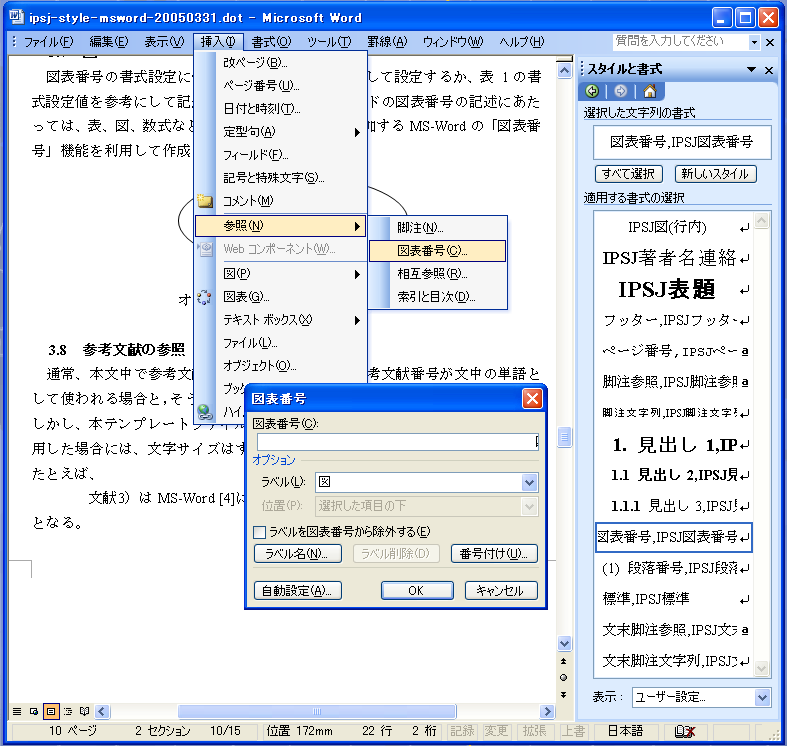 ipsj-style-msword-20050331.dot - Microsoft Word
ファイル(F) 編集(E) 表示(V) 挿入(I) 書式(O) ツール(T) 罫線(A) ウィンドウ(W) ヘルプ(H) 質問を入力してください
図表番号の書式設定に
して設定するか、表 1 の書
式設定値を参考にして記
ドの図表番号の記述にあた
っては、表、図、数式な
加する MS-Word の「図表番
号」機能を利用して作成
オ
3.8 参考文献の参照
通常、本文中で参考文
考文献番号が文中の単語と
して使われる場合と，そ
しかし、本テンプレート
用した場合には、文字サイズは
たとえば、
文献3）は MS-Word [4]に
となる。
改ページ(B)...
ページ番号(U)...
日付と時刻(T)...
定型句(A)
フィールド(F)...
記号と特殊文字(S)...
コメント(M)
参照(N)
Web コンポーネント(W)...
図(P)
図表(G)...
テキスト ボックス(X)
ファイル(L)...
オブジェクト(O)...
ブッ
ハイ
脚注(N)...
図表番号(C)...
相互参照(R)...
索引と目次(D)...
図表番号
図表番号(C):
オプション
ラベル(L): 図
位置(P): 選択した項目の下
ラベルを図表番号から除外する(E)
ラベル名(N)... ラベル削除(D) 番号付け(U)...
自動設定(A)... OK キャンセル
スタイルと書式
選択した文字列の書式
図表番号,IPSJ図表番号
すべて選択 新しいスタイル
適用する書式の選択
IPSJ図(行内)
IPSJ著者名連絡
IPSJ表題
フッター,IPSJフッター
ページ番号, IPSJペー a
脚注参照,IPSJ脚注参 a
脚注文字列,IPSJ脚注文字
1. 見出し 1,IP
1.1 見出し 2,IPSJ見
1.1.1 見出し 3,IPSJ
図表番号,IPSJ図表番号
(1) 段落番号,IPSJ段落
標準,IPSJ標準
文末脚注参照,IPSJ文 a
文末脚注文字列,IPSJ
表示: ユーザー設定...
10 ページ 2 セクション 10/15 位置 172mm 22 行 2 桁 記録 変更 拡張 上書 日本語